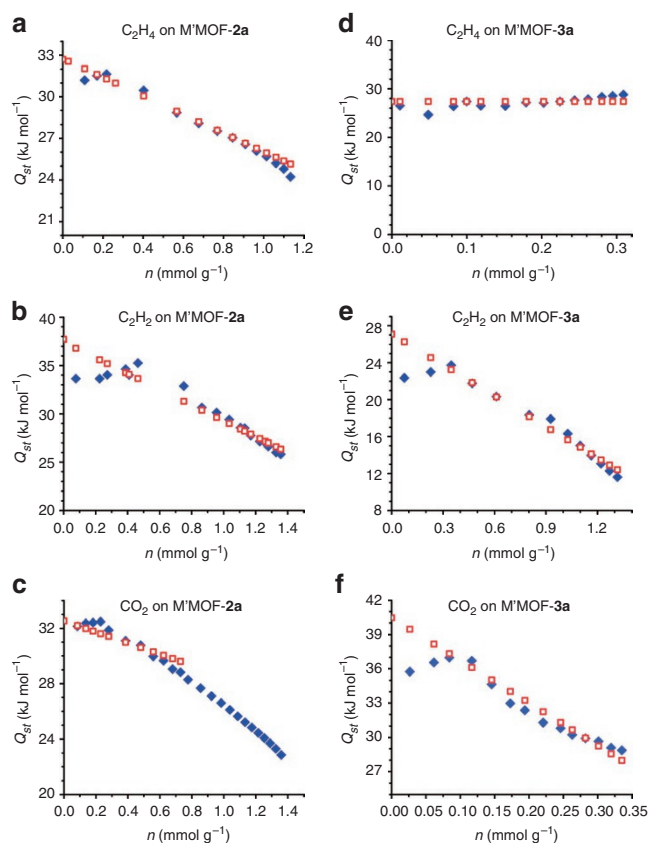 a
C₂H₄ on M'MOF-2a
33
30
27
24
21
Qst (kJ mol⁻¹)
0.0 0.2 0.4 0.6 0.8 1.0 1.2
n (mmol g⁻¹)
d
C₂H₄ on M'MOF-3a
40
30
20
10
0
Qst (kJ mol⁻¹)
0.0 0.1 0.2 0.3
n (mmol g⁻¹)
b
C₂H₂ on M'MOF-2a
40
35
30
25
20
Qst (kJ mol⁻¹)
0.0 0.2 0.4 0.6 0.8 1.0 1.2 1.4
n (mmol g⁻¹)
e
C₂H₂ on M'MOF-3a
28
24
20
16
12
8
Qst (kJ mol⁻¹)
0.0 0.3 0.6 0.9 1.2
n (mmol g⁻¹)
c
CO₂ on M'MOF-2a
32
28
24
20
Qst (kJ mol⁻¹)
0.0 0.2 0.4 0.6 0.8 1.0 1.2 1.4
n (mmol g⁻¹)
f
CO₂ on M'MOF-3a
42
39
36
33
30
27
Qst (kJ mol⁻¹)
0.00 0.05 0.10 0.15 0.20 0.25 0.30 0.35
n (mmol g⁻¹)